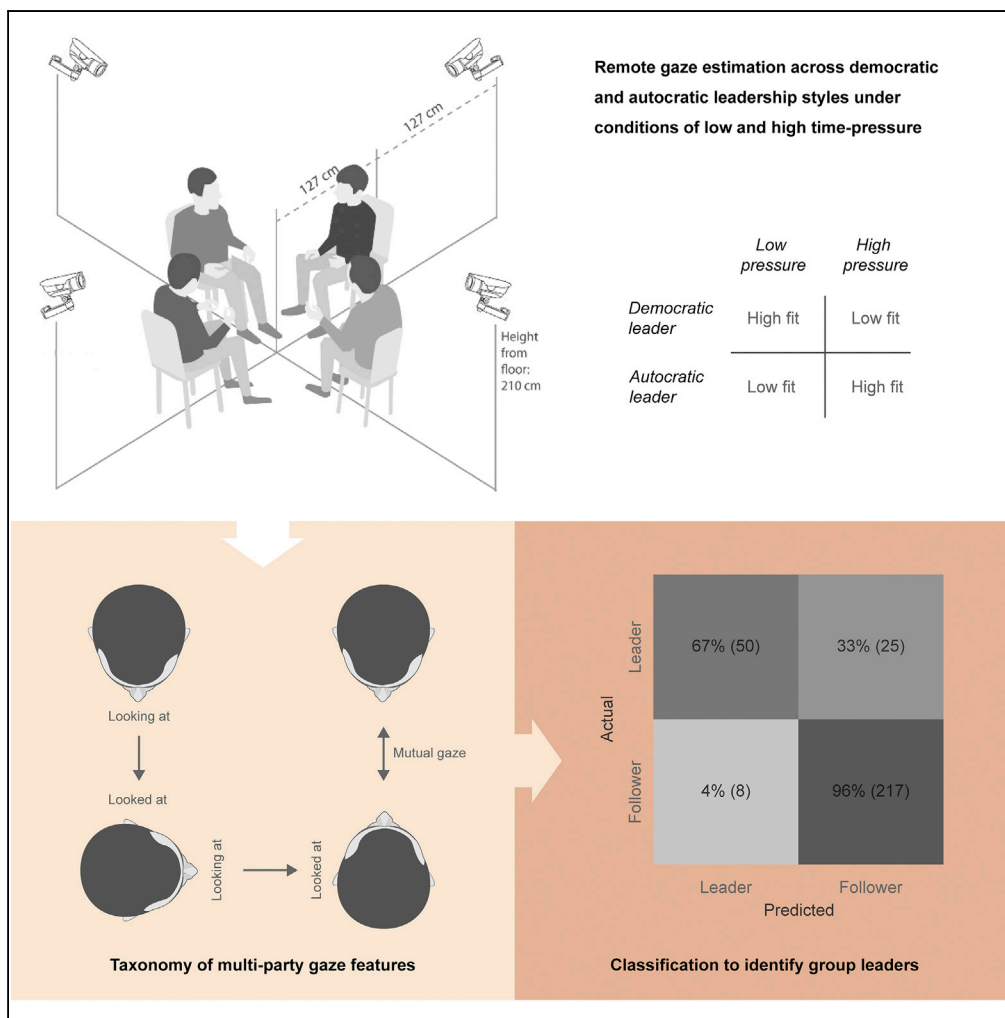 Remote gaze estimation across democratic
and autocratic leadership styles under
conditions of low and high time-pressure
127 cm
127 cm
Height
from
floor:
210 cm
Low
pressure
High
pressure
Democratic
leader
High fit
Low fit
Autocratic
leader
Low fit
High fit
Looking at
Looked at
Mutual gaze
Looking at
Looked at
Taxonomy of multi-party gaze features
Actual
Leader
67% (50)
33% (25)
Follower
4% (8)
96% (217)
Leader
Follower
Predicted
Classification to identify group leaders